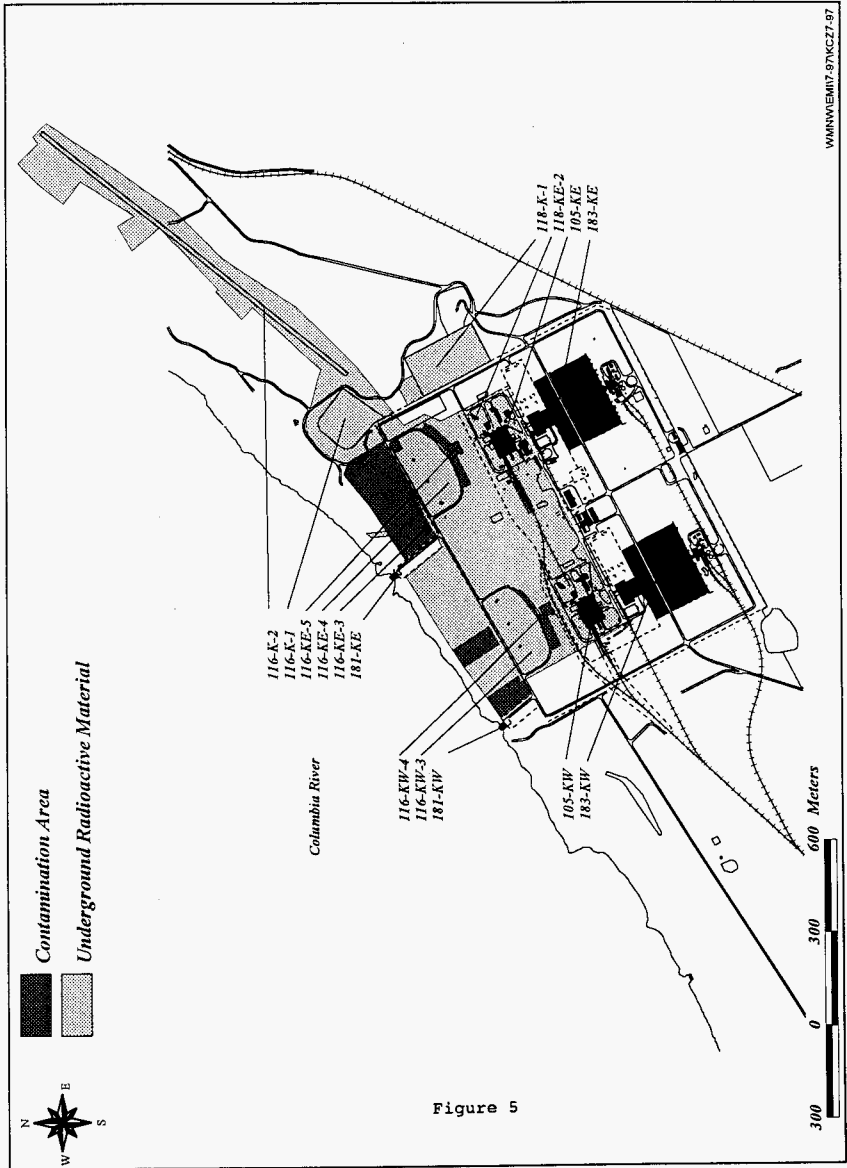 N
W
E
S
Contamination Area
Underground Radioactive Material
Columbia River
116-K-2
116-K-1
116-KE-5
116-KE-4
116-KE-3
181-KE
116-KW-4
116-KW-3
181-KW
105-KW
183-KW
118-K-1
118-KE-2
105-KE
183-KE
300
0
300
600 Meters
WMNW\EMI\7-97\KCZ7-97
Figure 5